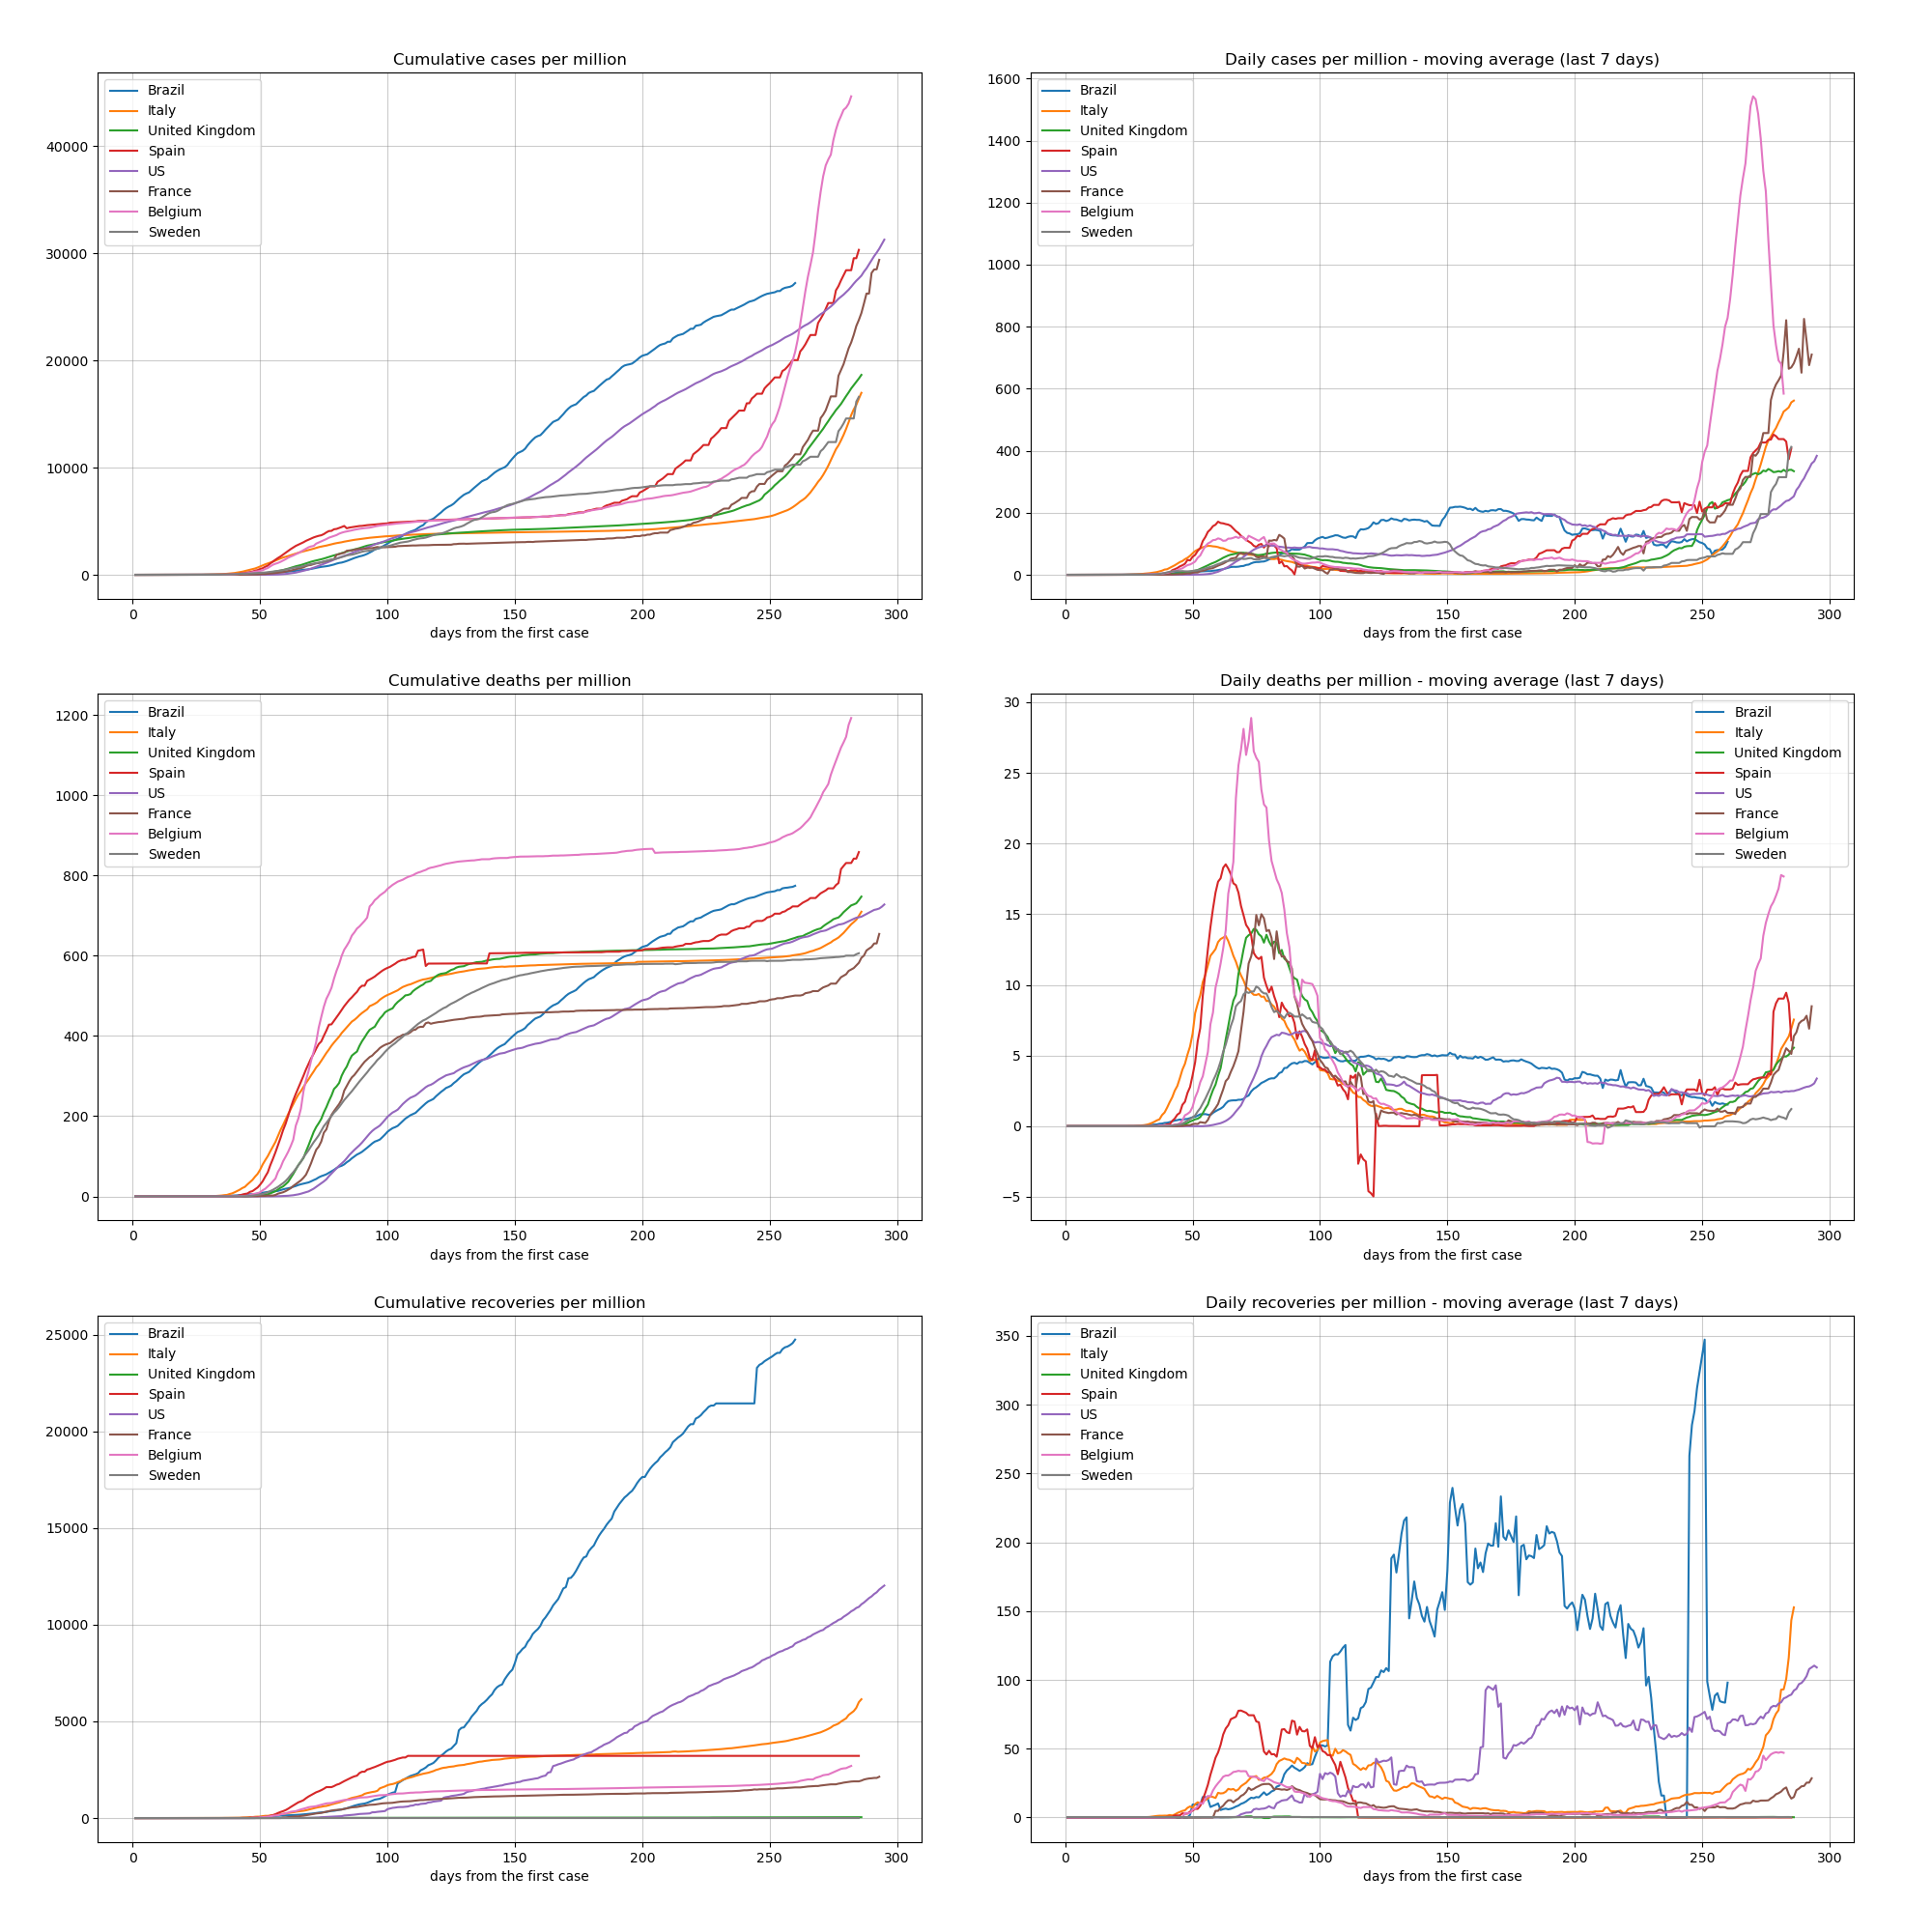 Cumulative cases per million
Brazil
Italy
United Kingdom
Spain
US
France
Belgium
Sweden
40000
30000
20000
10000
0
0 50 100 150 200 250 300
days from the first case
Daily cases per million - moving average (last 7 days)
Brazil
Italy
United Kingdom
Spain
US
France
Belgium
Sweden
1600
1400
1200
1000
800
600
400
200
0
0 50 100 150 200 250 300
days from the first case
Cumulative deaths per million
Brazil
Italy
United Kingdom
Spain
US
France
Belgium
Sweden
1200
1000
800
600
400
200
0
0 50 100 150 200 250 300
days from the first case
Daily deaths per million - moving average (last 7 days)
Brazil
Italy
United Kingdom
Spain
US
France
Belgium
Sweden
30
25
20
15
10
5
0
−5
0 50 100 150 200 250 300
days from the first case
Cumulative recoveries per million
Brazil
Italy
United Kingdom
Spain
US
France
Belgium
Sweden
25000
20000
15000
10000
5000
0
0 50 100 150 200 250 300
days from the first case
Daily recoveries per million - moving average (last 7 days)
Brazil
Italy
United Kingdom
Spain
US
France
Belgium
Sweden
350
300
250
200
150
100
50
0
0 50 100 150 200 250 300
days from the first case